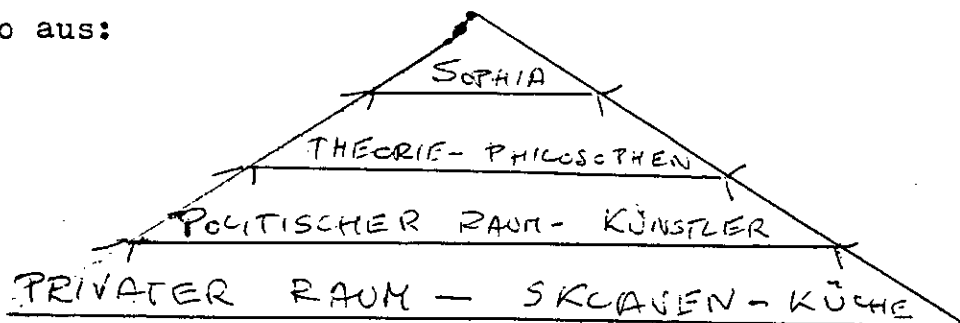 o aus:
SOPHIA
THEORIE - PHILOSOPHEN
POLITISCHER RAUM - KÜNSTLER
PRIVATER RAUM — SKLAVEN - KÜCHE